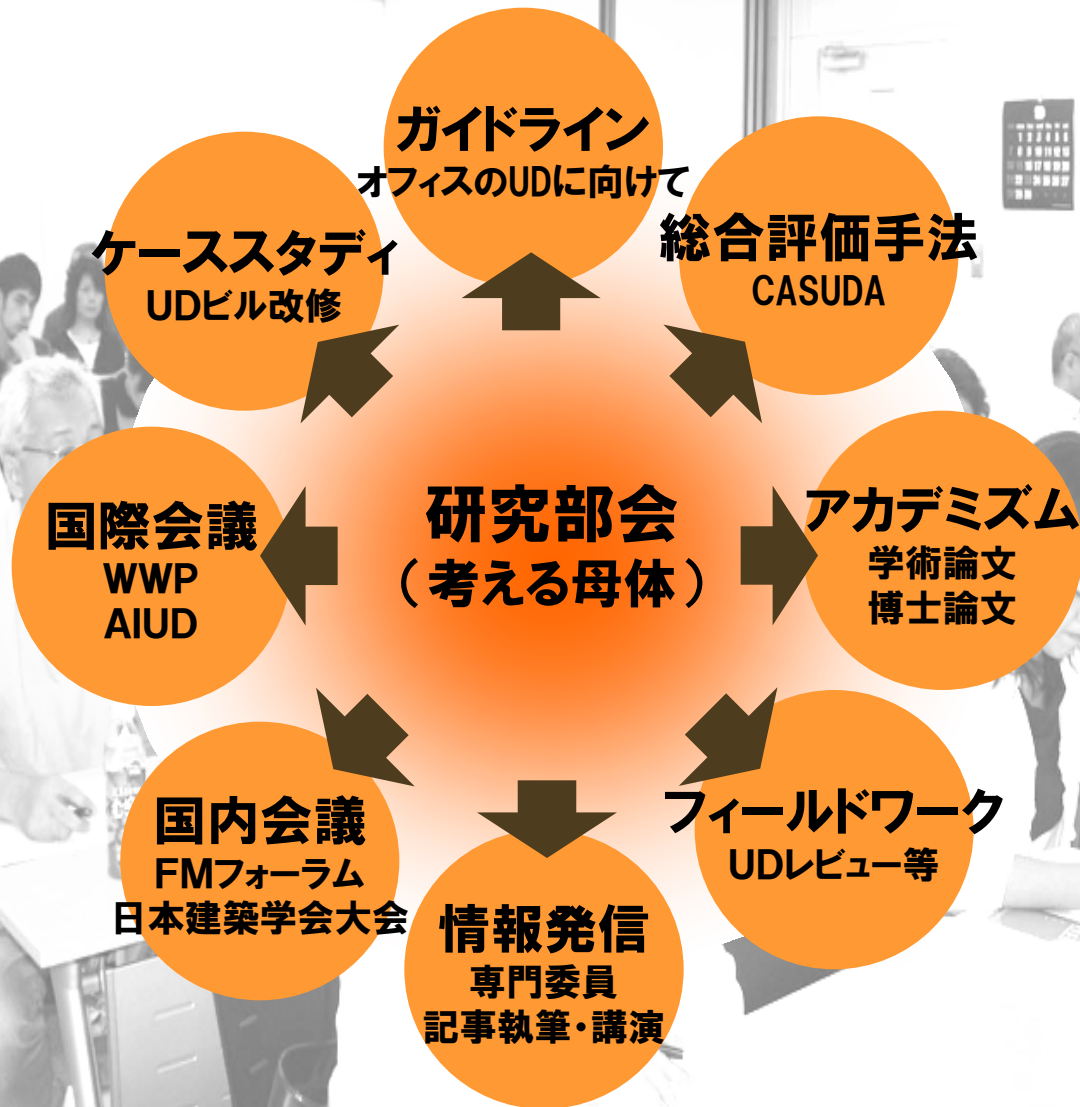 ガイドライン
オフィスのUDに向けて
総合評価手法
CASUDA
ケーススタディ
UDビル改修
研究部会
（考える母体）
アカデミズム
学術論文
博士論文
国際会議
WWP
AIUD
フィールドワーク
UDレビュー等
国内会議
FMフォーラム
日本建築学会大会
情報発信
専門委員
記事執筆・講演